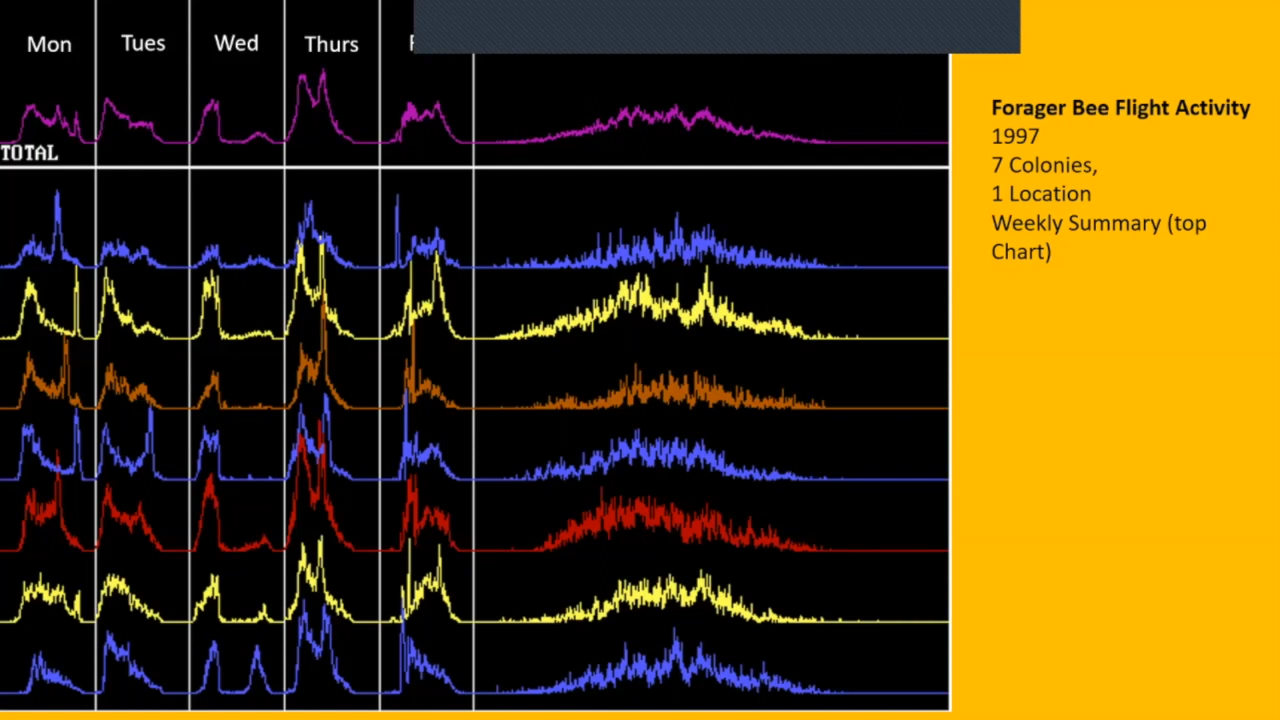 Mon Tues Wed Thurs
TOTAL
Forager Bee Flight Activity
1997
7 Colonies,
1 Location
Weekly Summary (top
Chart)